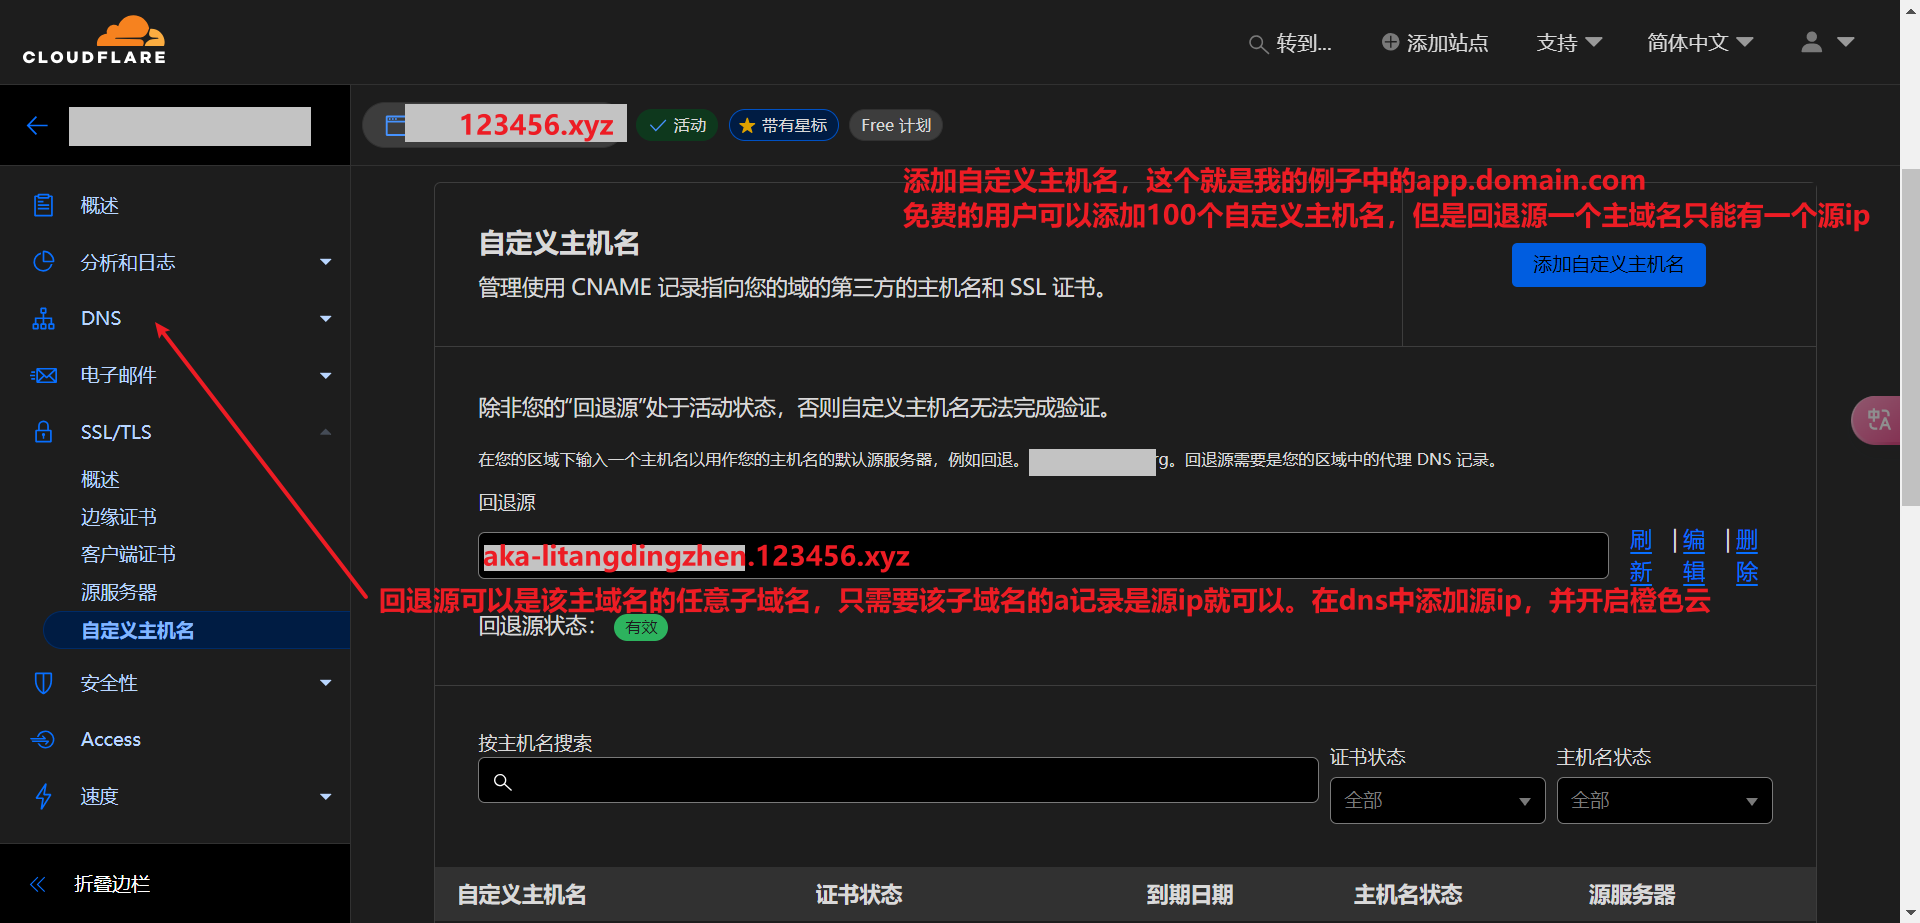 CLOUDFLARE
转到...
添加站点
支持
简体中文
123456.xyz
活动
带有星标
Free 计划
概述
分析和日志
DNS
电子邮件
SSL/TLS
概述
边缘证书
客户端证书
源服务器
自定义主机名
安全性
Access
速度
折叠边栏
添加自定义主机名，这个就是我的例子中的app.domain.com
免费的用户可以添加100个自定义主机名，但是回退源一个主域名只能有一个源ip
自定义主机名
管理使用 CNAME 记录指向您的域的第三方的主机名和 SSL 证书。
添加自定义主机名
除非您的“回退源”处于活动状态，否则自定义主机名无法完成验证。
在您的区域下输入一个主机名以用作您的主机名的默认源服务器，例如回退。 rg。回退源需要是您的区域中的代理 DNS 记录。
回退源
aka-litangdingzhen.123456.xyz
刷新 | 编辑 | 删除
回退源可以是该主域名的任意子域名，只需要该子域名的a记录是源ip就可以。在dns中添加源ip，并开启橙色云
回退源状态： 有效
按主机名搜索
证书状态
主机名状态
全部
全部
自定义主机名 证书状态 到期日期 主机名状态 源服务器
中A